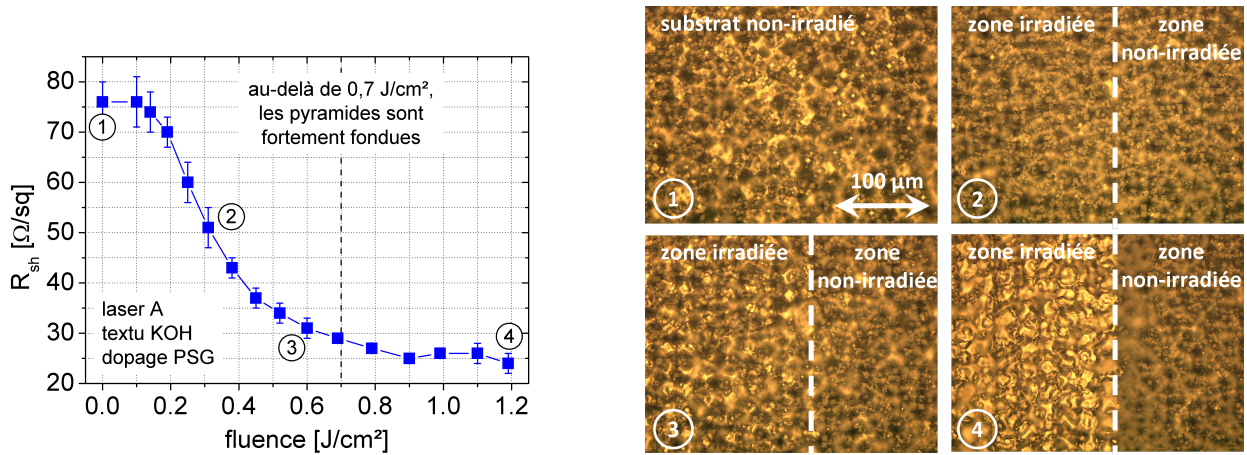 80
70
60
50
40
30
20
R_sh [Ω/sq]
0.0 0.2 0.4 0.6 0.8 1.0 1.2
fluence [J/cm²]
au-delà de 0,7 J/cm²,
les pyramides sont
fortement fondues
1
2
3
4
laser A
textu KOH
dopage PSG
substrat non-irradié
100 µm
1
zone irradiée
zone
non-irradiée
2
zone irradiée
zone
non-irradiée
3
zone irradiée
zone
non-irradiée
4